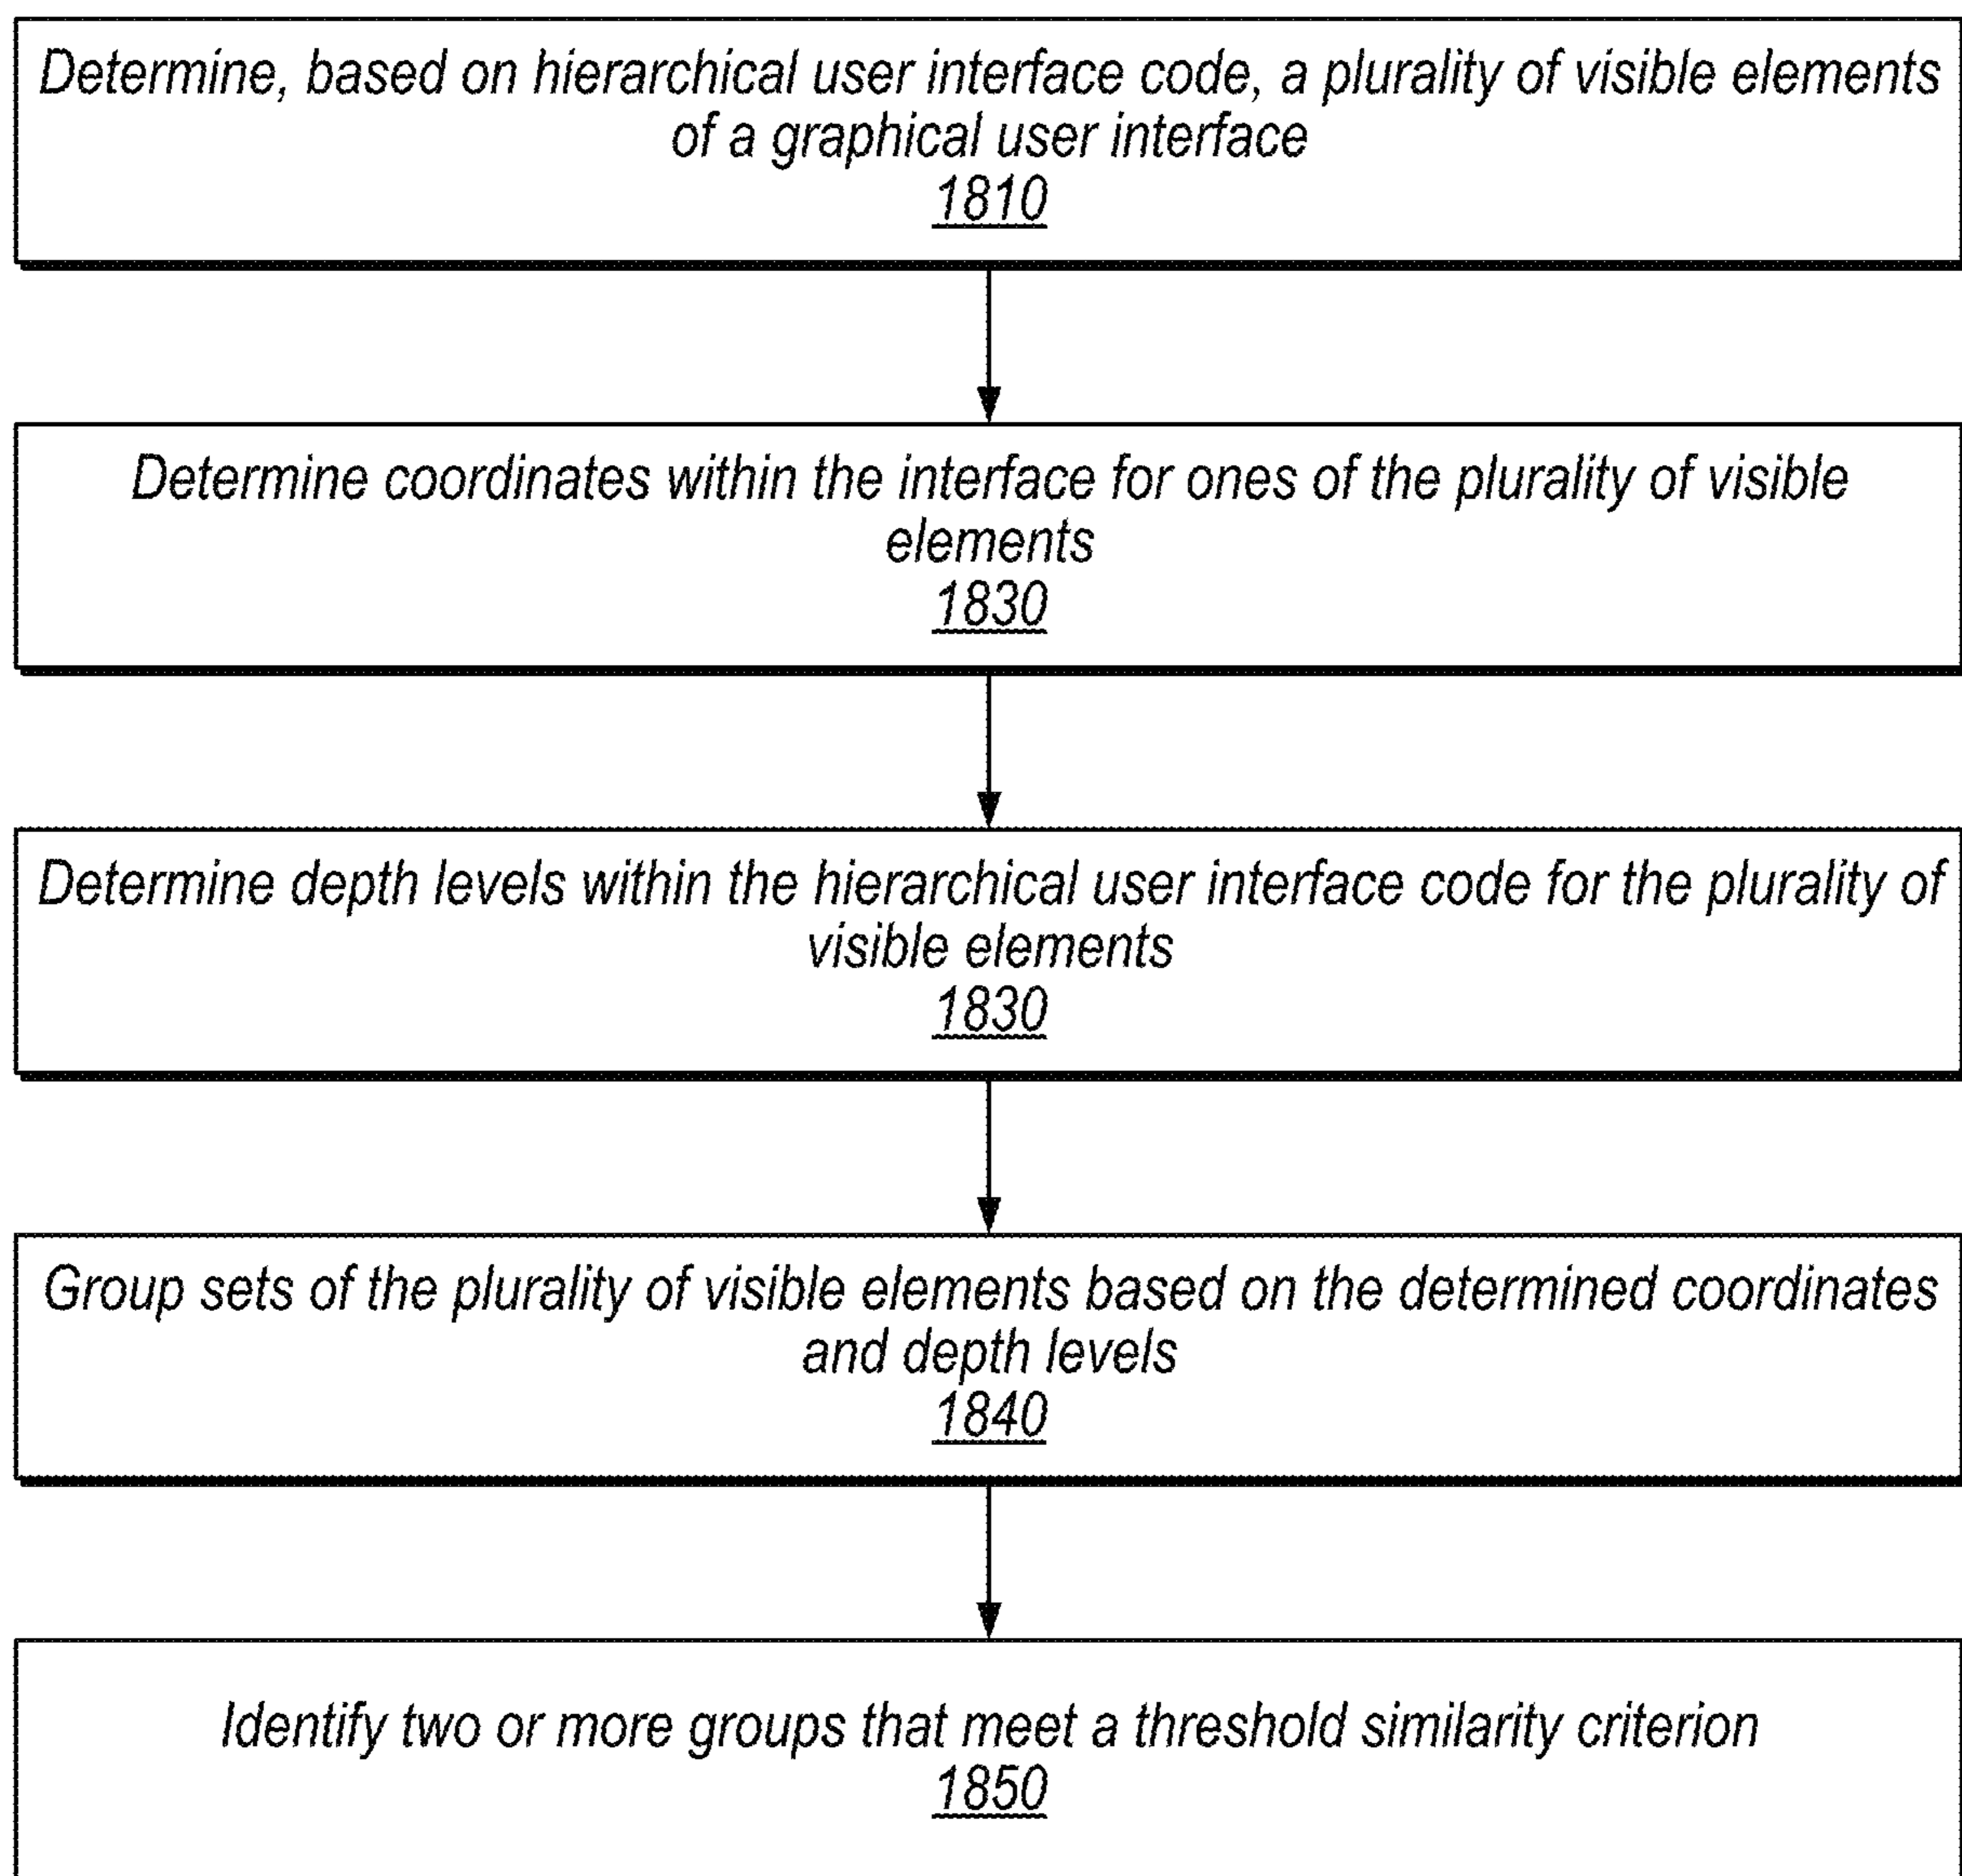 Determine, based on hierarchical user interface code, a plurality of visible elements
of a graphical user interface
1810
Determine coordinates within the interface for ones of the plurality of visible
elements
1830
Determine depth levels within the hierarchical user interface code for the plurality of
visible elements
1830
Group sets of the plurality of visible elements based on the determined coordinates
and depth levels
1840
Identify two or more groups that meet a threshold similarity criterion
1850